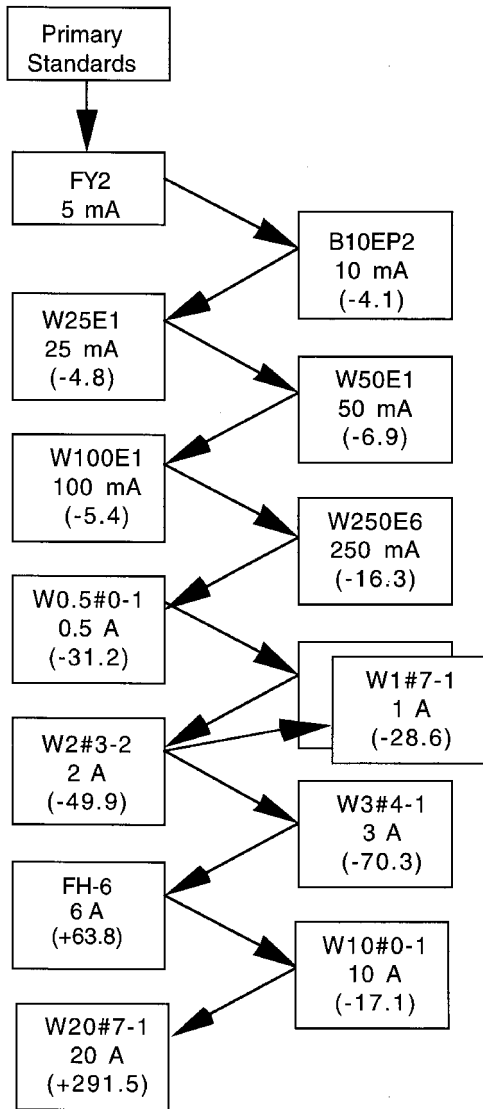 Primary
Standards
FY2
5 mA
B10EP2
10 mA
(-4.1)
W25E1
25 mA
(-4.8)
W50E1
50 mA
(-6.9)
W100E1
100 mA
(-5.4)
W250E6
250 mA
(-16.3)
W0.5#0-1
0.5 A
(-31.2)
W1#7-1
1 A
(-28.6)
W2#3-2
2 A
(-49.9)
W3#4-1
3 A
(-70.3)
FH-6
6 A
(+63.8)
W10#0-1
10 A
(-17.1)
W20#7-1
20 A
(+291.5)